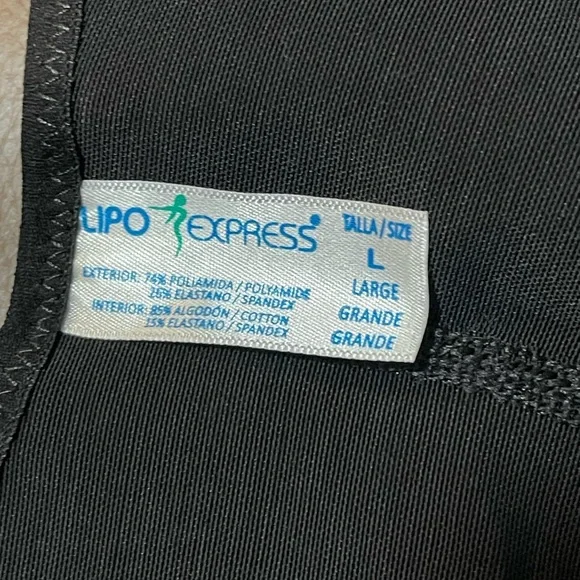 LIPO EXPRESS
TALLA/SIZE
L
LARGE
GRANDE
GRANDE
EXTERIOR: 74% POLIAMIDA / POLYAMIDE
26% ELASTANO / SPANDEX
INTERIOR: 85% ALGODÓN / COTTON
15% ELASTANO / SPANDEX